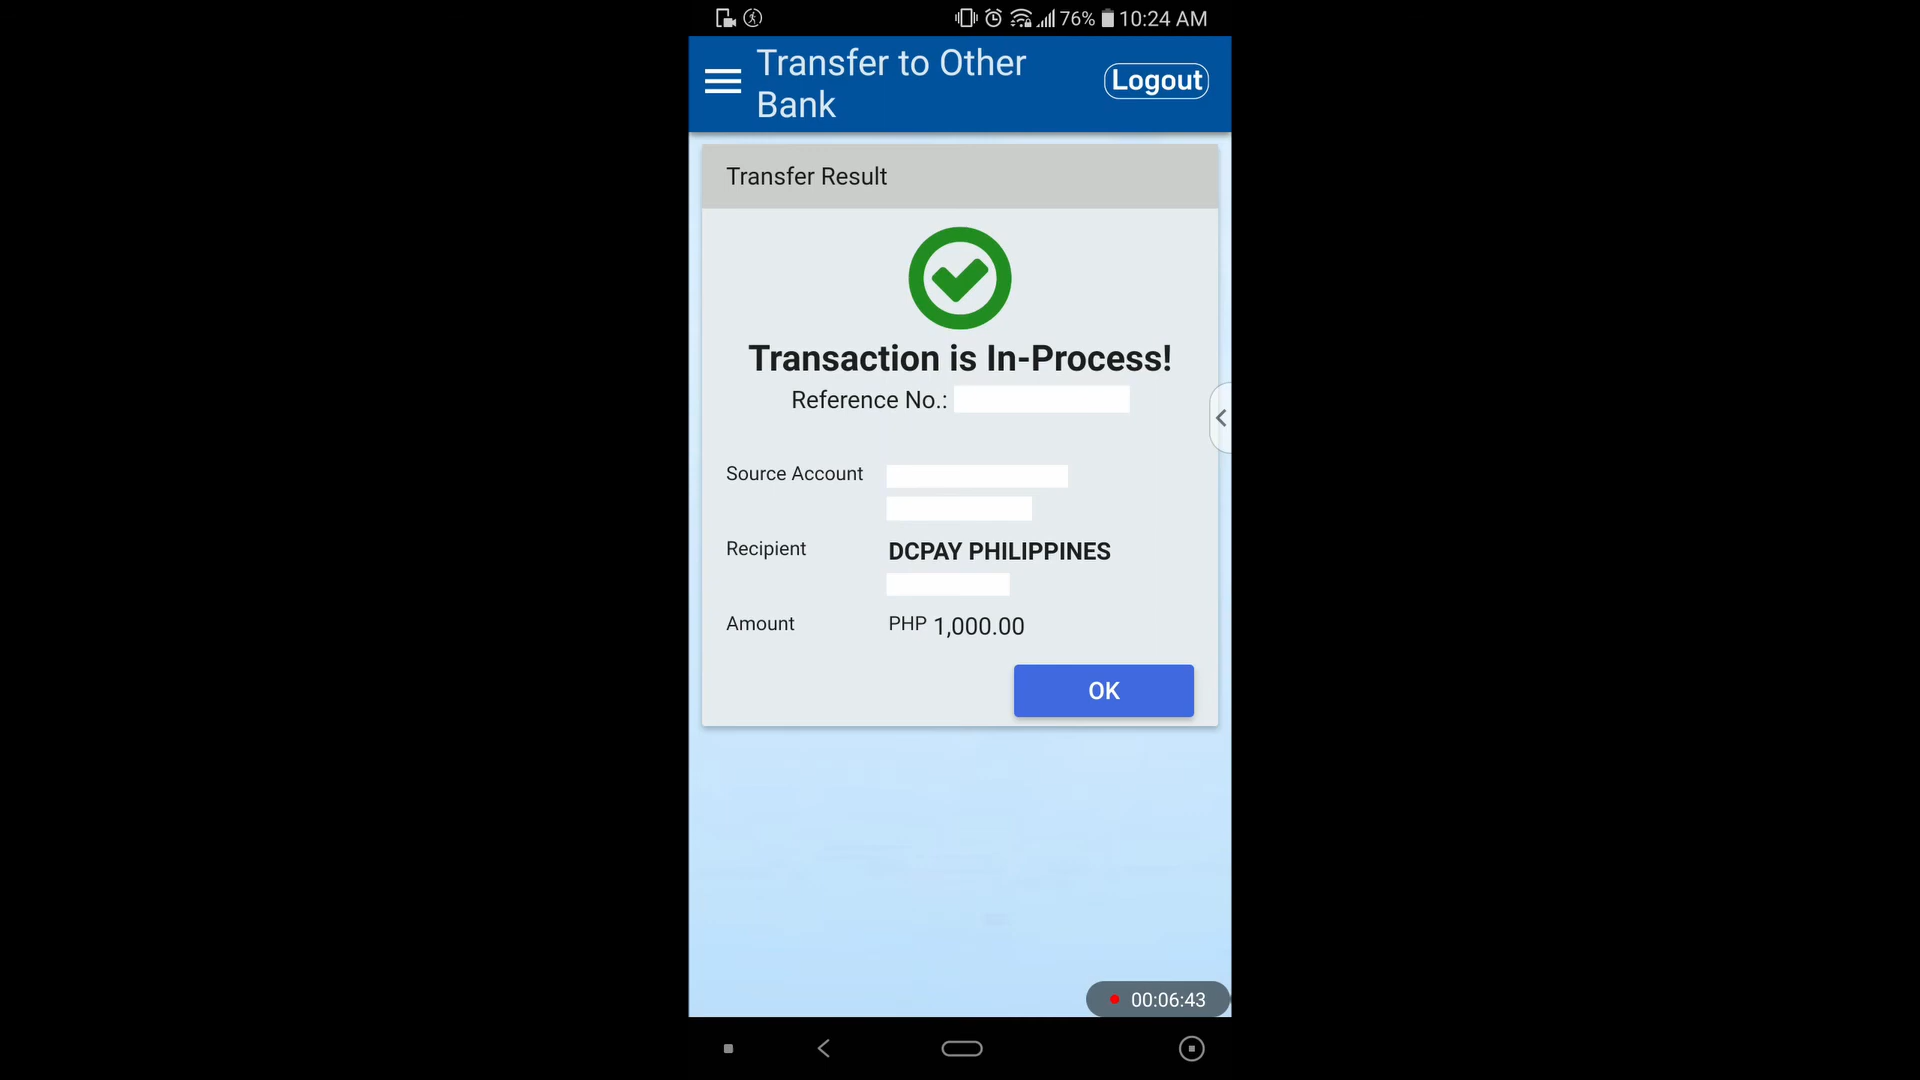 76% 10:24 AM
Transfer to Other
Bank
Logout
Transfer Result
Transaction is In-Process!
Reference No.:
Source Account
Recipient DCPAY PHILIPPINES
Amount PHP 1,000.00
OK
00:06:43